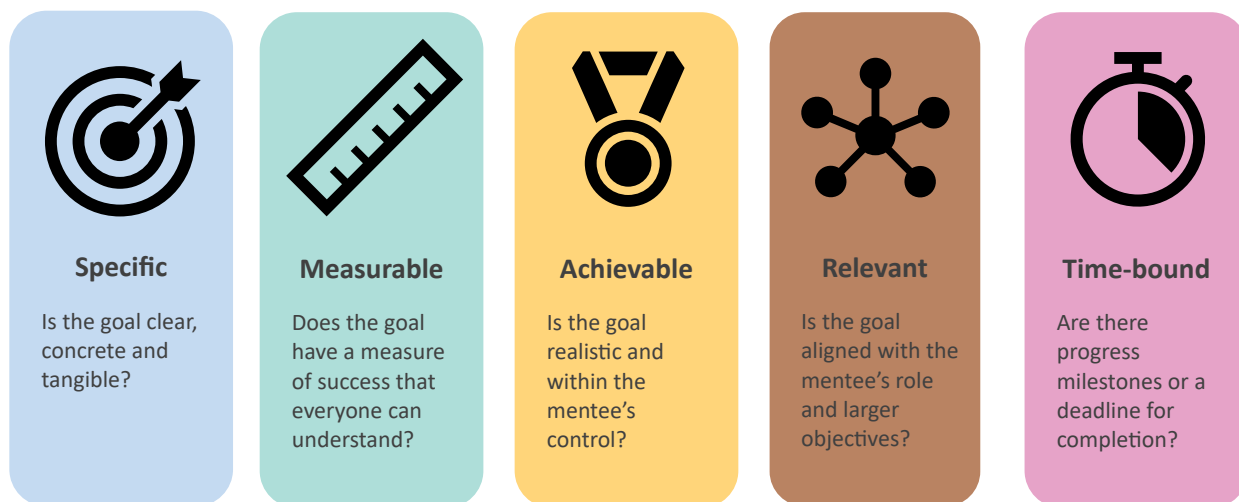 Specific
Is the goal clear,
concrete and
tangible?
Measurable
Does the goal
have a measure
of success that
everyone can
understand?
Achievable
Is the goal
realistic and
within the
mentee's
control?
Relevant
Is the goal
aligned with the
mentee's role
and larger
objectives?
Time-bound
Are there
progress
milestones or a
deadline for
completion?